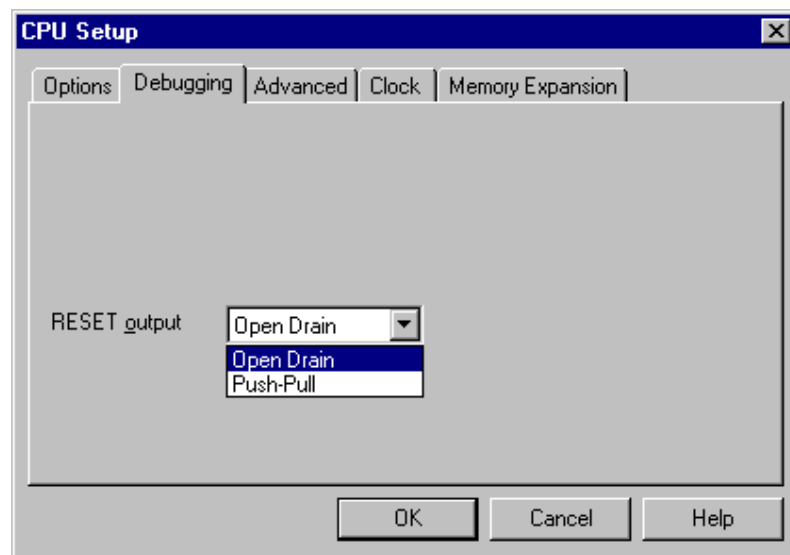 CPU Setup
Options Debugging Advanced Clock Memory Expansion
RESET output Open Drain
Open Drain
Push-Pull
OK Cancel Help